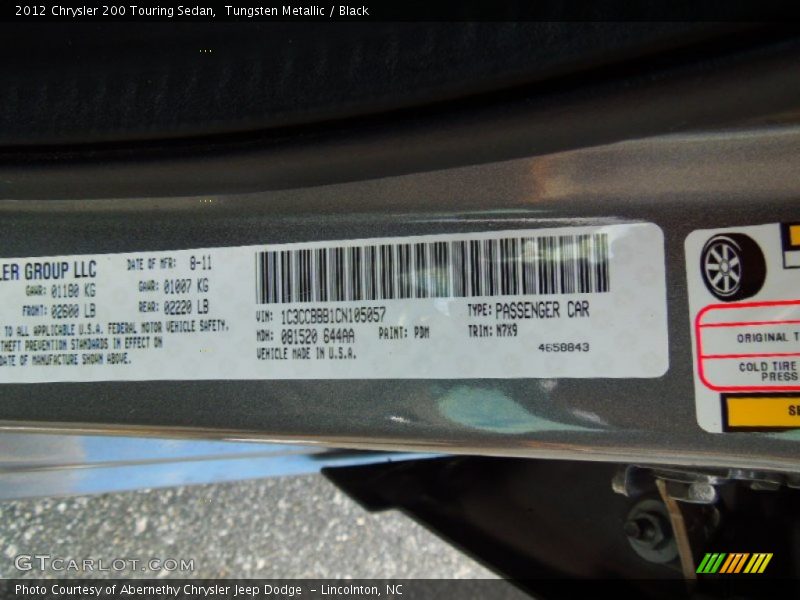 2012 Chrysler 200 Touring Sedan,  Tungsten Metallic / Black
LER GROUP LLC
DATE OF MFR: 8-11
GAWR: 01180 KG
GAWR: 01007 KG
FRONT: 02600 LB
REAR: 02220 LB
TO ALL APPLICABLE U.S.A. FEDERAL MOTOR VEHICLE SAFETY,
THEFT PREVENTION STANDARDS IN EFFECT ON
DATE OF MANUFACTURE SHOWN ABOVE.
VIN: 1C3CCBBB1CN105057
TYPE: PASSENGER CAR
MDH: 081520 644AA
PAINT: PDM
TRIM: N7X9
VEHICLE MADE IN U.S.A.
4658843
ORIGINAL T
COLD TIRE
PRESS
SE
GTCARLOT.COM
Photo Courtesy of Abernethy Chrysler Jeep Dodge  – Lincolnton, NC